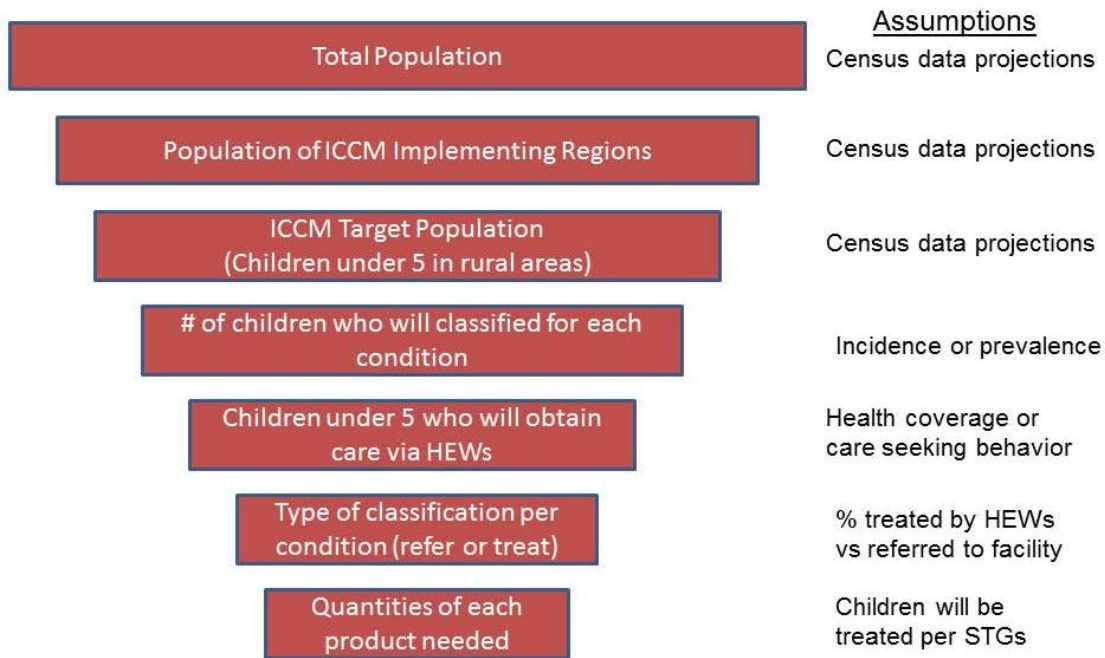 Assumptions
Total Population
Census data projections
Population of ICCM Implementing Regions
Census data projections
ICCM Target Population
(Children under 5 in rural areas)
Census data projections
# of children who will classified for each
condition
Incidence or prevalence
Children under 5 who will obtain
care via HEWs
Health coverage or
care seeking behavior
Type of classification per
condition (refer or treat)
% treated by HEWs
vs referred to facility
Quantities of each
product needed
Children will be
treated per STGs